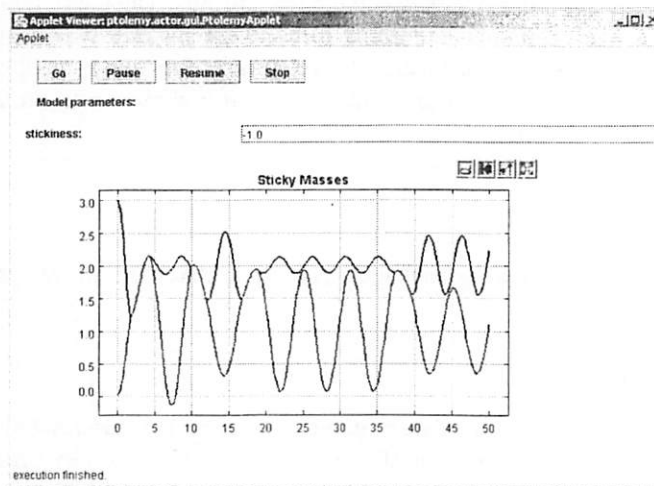 Applet Viewer: ptolemy.actor.gui.PtolemyApplet
Applet
Go Pause Resume Stop
Model parameters:
stickiness: -1.0
Sticky Masses
3.0
2.5
2.0
1.5
1.0
0.5
0.0
0 5 10 15 20 25 30 35 40 45 50
execution finished.